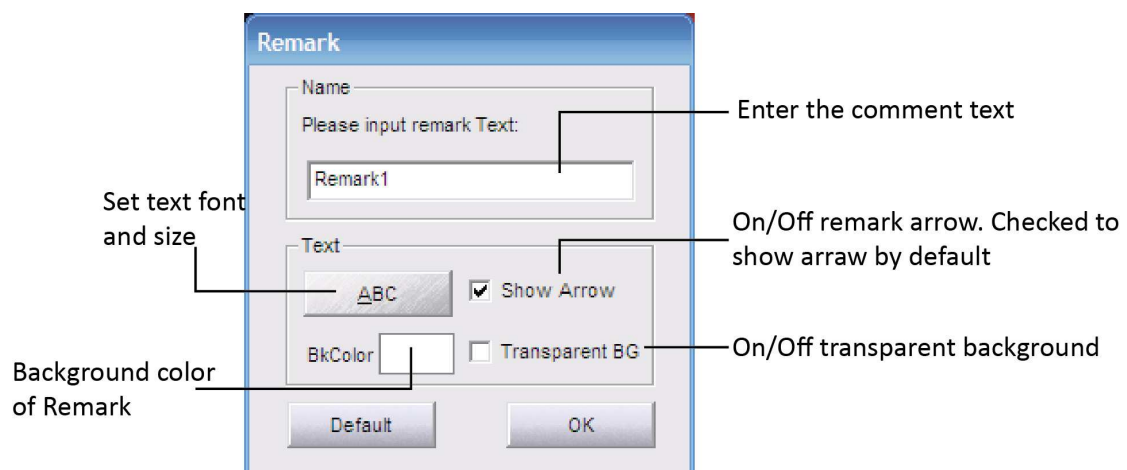 Remark
Name
Please input remark Text:
Enter the comment text
Remark1
Set text font
and size
On/Off remark arrow. Checked to
show arraw by default
Text
ABC
Show Arrow
BkColor
Transparent BG
On/Off transparent background
Background color
of Remark
Default
OK